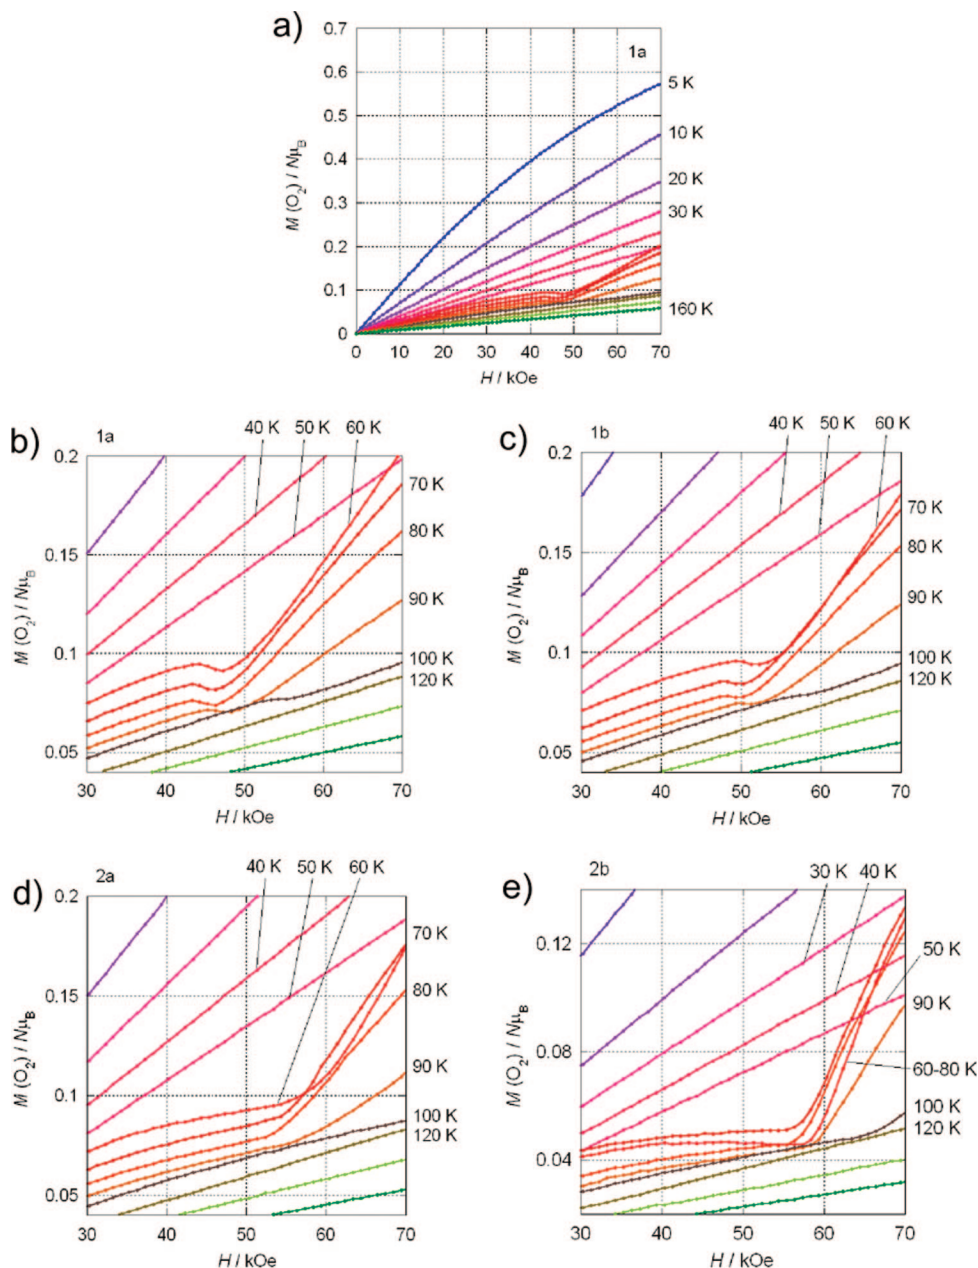 a)
1a
M (O₂) / Nμ_B
0.7
0.6
0.5
0.4
0.3
0.2
0.1
0
5 K
10 K
20 K
30 K
160 K
0 10 20 30 40 50 60 70
H / kOe
b)
1a
40 K 50 K 60 K
M (O₂) / Nμ_B
0.2
0.15
0.1
0.05
70 K
80 K
90 K
100 K
120 K
30 40 50 60 70
H / kOe
c)
1b
40 K 50 K 60 K
M (O₂) / Nμ_B
0.2
0.15
0.1
0.05
70 K
80 K
90 K
100 K
120 K
30 40 50 60 70
H / kOe
d)
2a
40 K 50 K 60 K
M (O₂) / Nμ_B
0.2
0.15
0.1
0.05
70 K
80 K
90 K
100 K
120 K
30 40 50 60 70
H / kOe
e)
2b
30 K 40 K
M (O₂) / Nμ_B
0.12
0.08
0.04
50 K
90 K
60-80 K
100 K
120 K
30 40 50 60 70
H / kOe